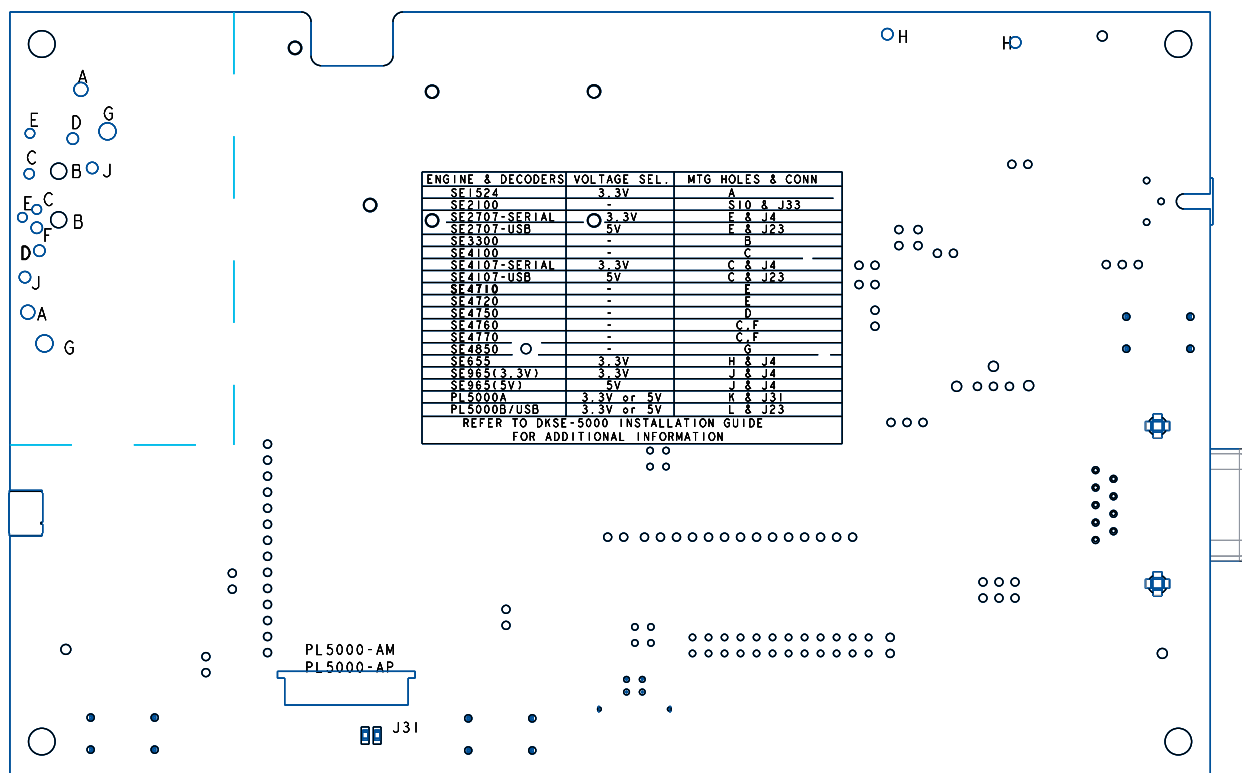 H H
A
E D G
C B J
E C B
F
D
J
A
G
ENGINE & DECODERS VOLTAGE SEL. MTG HOLES & CONN
SE1524 3.3V A
SE2100 - S10 & J33
SE2707-SERIAL 3.3V E & J4
SE2707-USB 5V E & J23
SE3300 - B
SE4100 - C
SE4107-SERIAL 3.3V C & J4
SE4107-USB 5V C & J23
SE4710 - E
SE4720 - E
SE4750 - D
SE4760 - C,F
SE4770 - C,F
SE4850 - G
SE655 3.3V H & J4
SE965(3.3V) 3.3V J & J4
SE965(5V) 5V J & J4
PL5000A 3.3V or 5V K & J31
PL5000B/USB 3.3V or 5V L & J23
REFER TO DKSE-5000 INSTALLATION GUIDE
FOR ADDITIONAL INFORMATION
PL5000-AM
PL5000-AP
J31